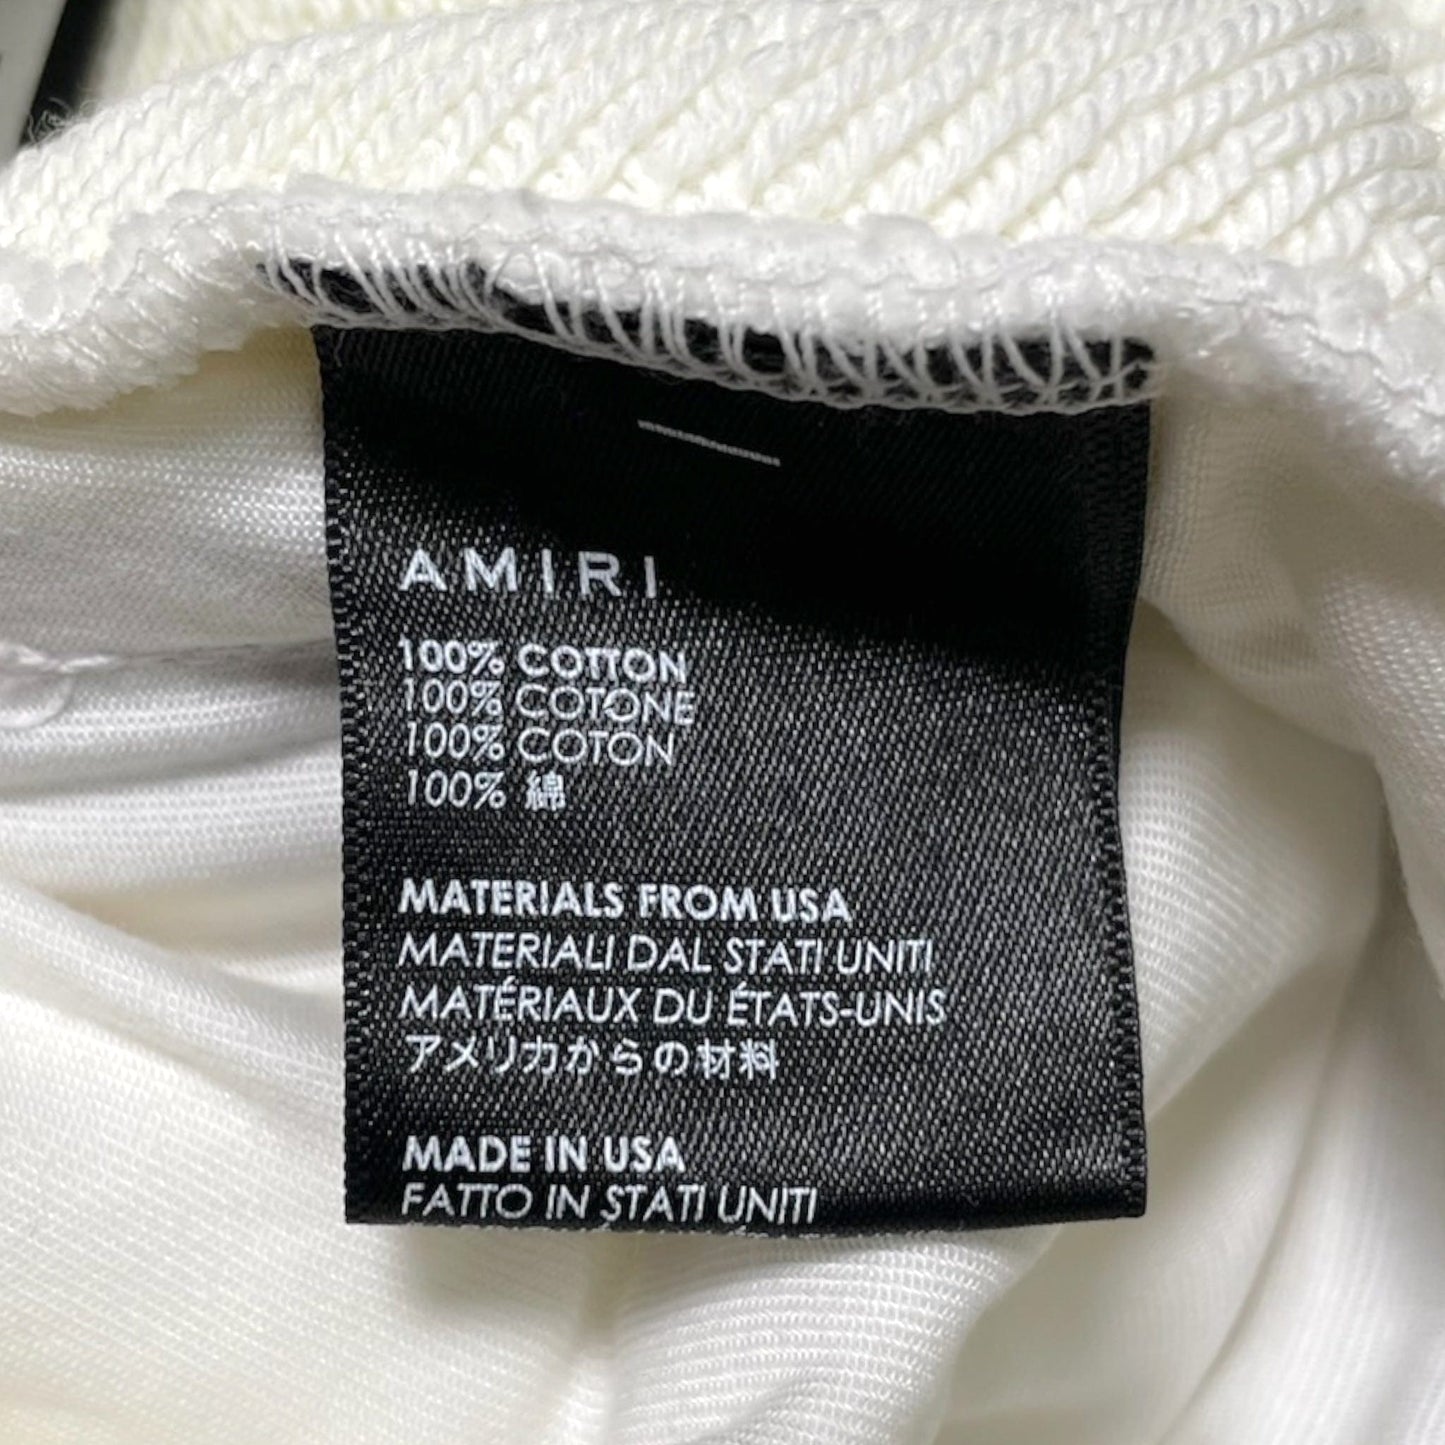 AMIRI
100% COTTON
100% COTONE
100% COTON
100% 綿
MATERIALS FROM USA
MATERIALI DAL STATI UNITI
MATÉRIAUX DU ÉTATS-UNIS
アメリカからの材料
MADE IN USA
FATTO IN STATI UNITI